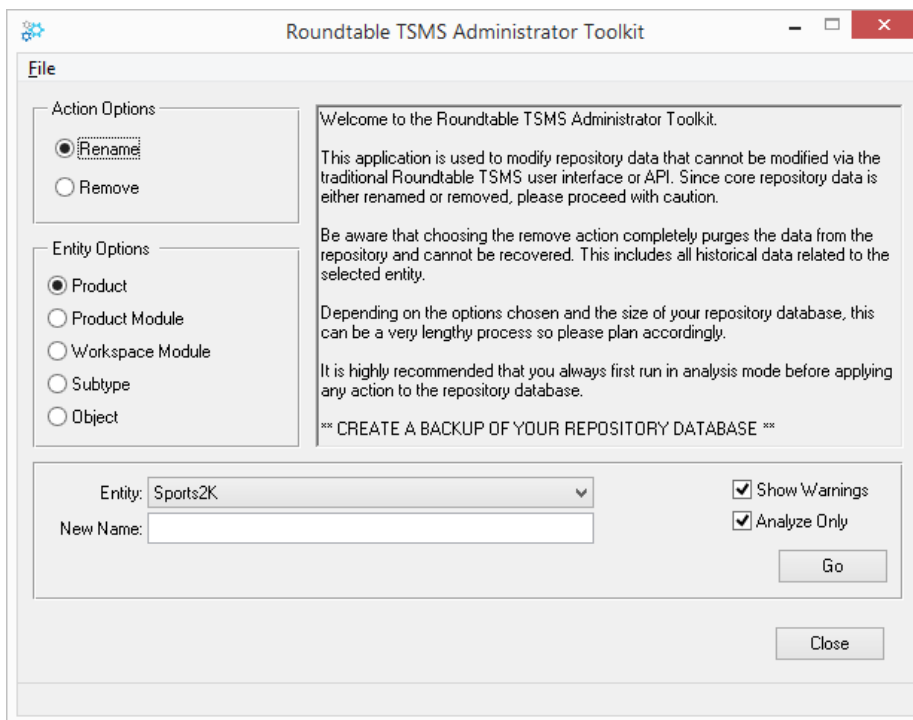 Roundtable TSMS Administrator Toolkit
File
Action Options
Rename
Remove
Entity Options
Product
Product Module
Workspace Module
Subtype
Object
Welcome to the Roundtable TSMS Administrator Toolkit.
This application is used to modify repository data that cannot be modified via the
traditional Roundtable TSMS user interface or API. Since core repository data is
either renamed or removed, please proceed with caution.
Be aware that choosing the remove action completely purges the data from the
repository and cannot be recovered. This includes all historical data related to the
selected entity.
Depending on the options chosen and the size of your repository database, this
can be a very lengthy process so please plan accordingly.
It is highly recommended that you always first run in analysis mode before applying
any action to the repository database.
** CREATE A BACKUP OF YOUR REPOSITORY DATABASE **
Entity: Sports2K
New Name:
Show Warnings
Analyze Only
Go
Close